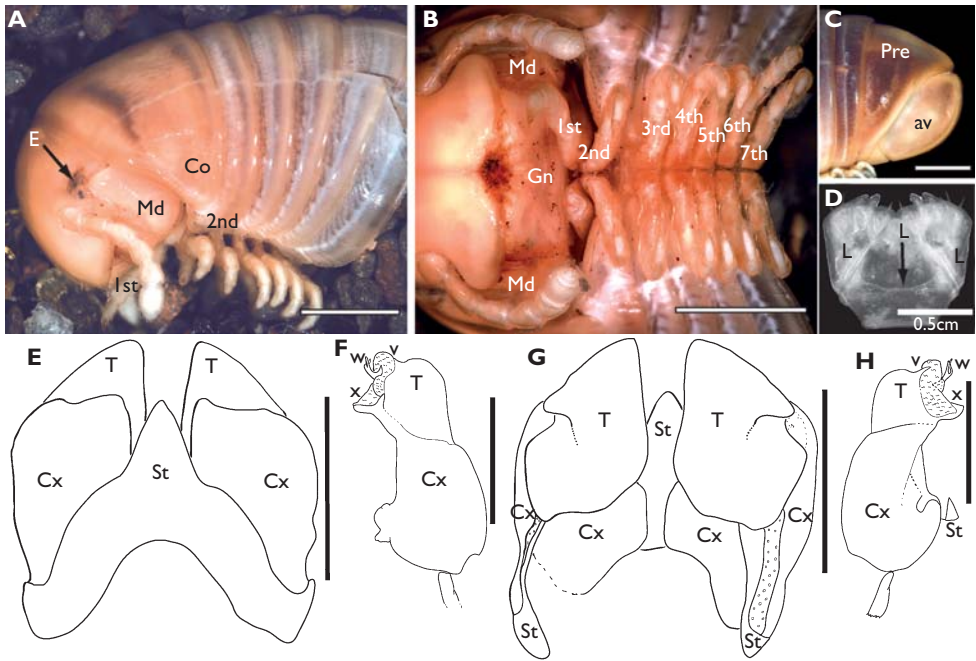 A
E
Co
Md
2nd
1st
B
Md
1st
2nd
3rd
4th
5th
6th
7th
Gn
Md
C
Pre
av
D
L
L
L
0.5cm
E
T
T
Cx
St
Cx
F
w
v
x
T
Cx
G
T
St
T
Cx
Cx
Cx
Cx
St
St
H
v
w
T
x
Cx
St